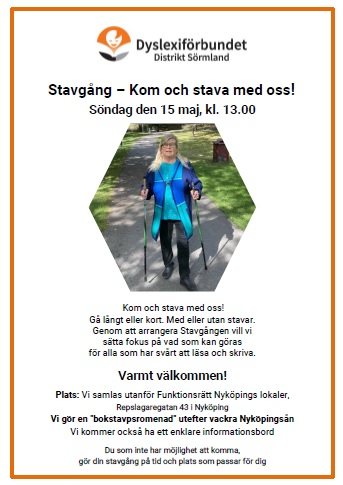 Dyslexiförbundet
Distrikt Sörmland
Stavgång – Kom och stava med oss!
Söndag den 15 maj, kl. 13.00
Kom och stava med oss!
Gå långt eller kort. Med eller utan stavar.
Genom att arrangera Stavgången vill vi
sätta fokus på vad som kan göras
för alla som har svårt att läsa och skriva.
Varmt välkommen!
Plats: Vi samlas utanför Funktionsrätt Nyköpings lokaler,
Repslagaregatan 43 i Nyköping
Vi gör en "bokstavpsromenad" utefter vackra Nyköpingsån
Vi kommer också ha ett enklare informationsbord
Du som inte har möjlighet att komma,
gör din stavgång på tid och plats som passar för dig